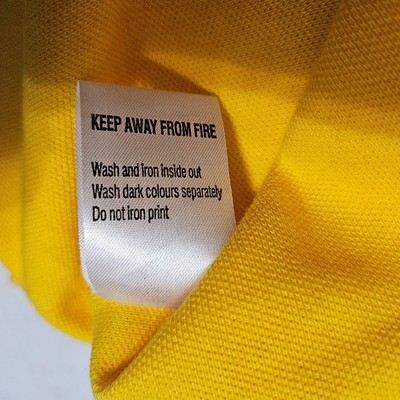 KEEP AWAY FROM FIRE
Wash and iron inside out
Wash dark colours separately
Do not iron print